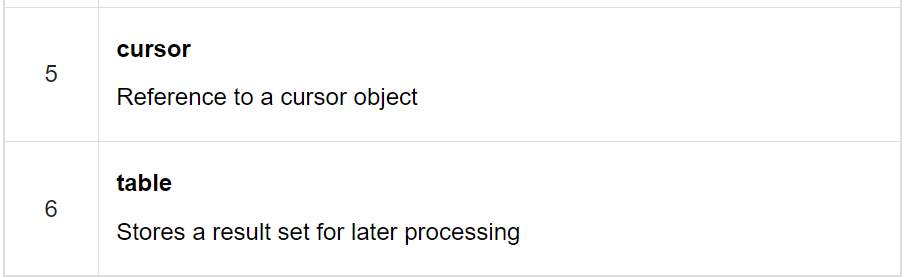 5
cursor
Reference to a cursor object
6
table
Stores a result set for later processing